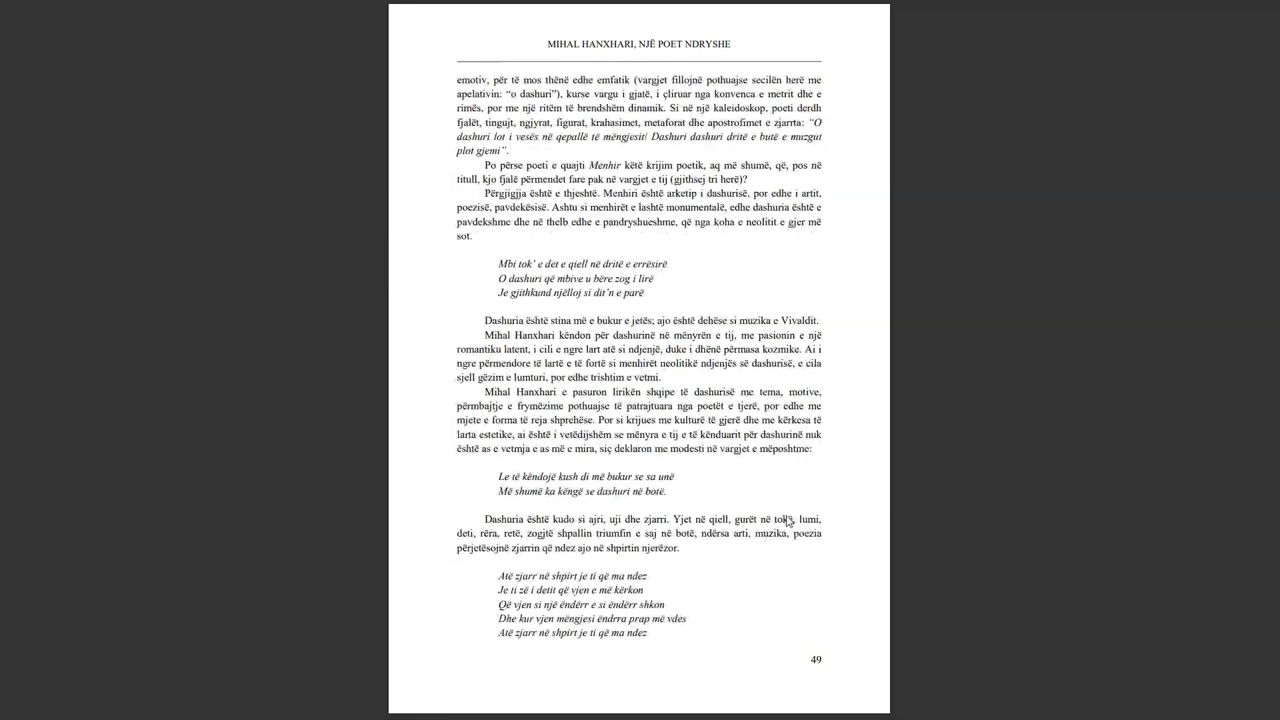 MIHAL HANXHARI, NJË POET NDRYSHE
emotiv, për të mos thënë edhe emfatik (vargjet fillojnë pothuajse secilën herë me
apelativin: “o dashuri”), kurse vargu i gjatë, i çliruar nga konvenca e metrit dhe e
rimës, por me një ritëm të brendshëm dinamik. Si në një kaleidoskop, poeti derdh
fjalët, tingujt, ngjyrat, figurat, krahasimet, metaforat dhe apostrofimet e zjarrta: “O
dashuri lot i vesës në qepallë të mëngjesit/ Dashuri dashuri dritë e butë e muzgut
plot gjemi”.
Po përse poeti e quajti Menhir këtë krijim poetik, aq më shumë, që, pos në
titull, kjo fjalë përmendet fare pak në vargjet e tij (gjithsej tri herë)?
Përgjigjja është e thjeshtë. Menhiri është arketip i dashurisë, por edhe i artit,
poezisë, pavdekësisë. Ashtu si menhirët e lashtë monumentalë, edhe dashuria është e
pavdekshme dhe në thelb edhe e pandryshueshme, që nga koha e neolitit e gjer më
sot.
Mbi tok’ e det e qiell në dritë e errësirë
O dashuri që mbive u bëre zog i lirë
Je gjithkund njëlloj si dit’n e parë
Dashuria është stina më e bukur e jetës; ajo është dehëse si muzika e Vivaldit.
Mihal Hanxhari këndon për dashurinë në mënyrën e tij, me pasionin e një
romantiku latent, i cili e ngre lart atë si ndjenjë, duke i dhënë përmasa kozmike. Ai i
ngre përmendore të lartë e të fortë si menhirët neolitikë ndjenjës së dashurisë, e cila
sjell gëzim e lumturi, por edhe trishtim e vetmi.
Mihal Hanxhari e pasuron lirikën shqipe të dashurisë me tema, motive,
përmbajtje e frymëzime pothuajse të patrajtuara nga poetët e tjerë, por edhe me
mjete e forma të reja shprehëse. Por si krijues me kulturë të gjerë dhe me kërkesa të
larta estetike, ai është i vetëdijshëm se mënyra e tij e të kënduarit për dashurinë nuk
është as e vetmja e as më e mira, siç deklaron me modesti në vargjet e mëposhtme:
Le të këndojë kush di më bukur se sa unë
Më shumë ka këngë se dashuri në botë.
Dashuria është kudo si ajri, uji dhe zjarri. Yjet në qiell, gurët në tokë, lumi,
deti, rëra, retë, zogjtë shpallin triumfin e saj në botë, ndërsa arti, muzika, poezia
përjetësojnë zjarrin që ndez ajo në shpirtin njerëzor.
Atë zjarr në shpirt je ti që ma ndez
Je ti zë i detit që vjen e më kërkon
Që vjen si një ëndërr e si ëndërr shkon
Dhe kur vjen mëngjesi ëndrra prap më vdes
Atë zjarr në shpirt je ti që ma ndez
49